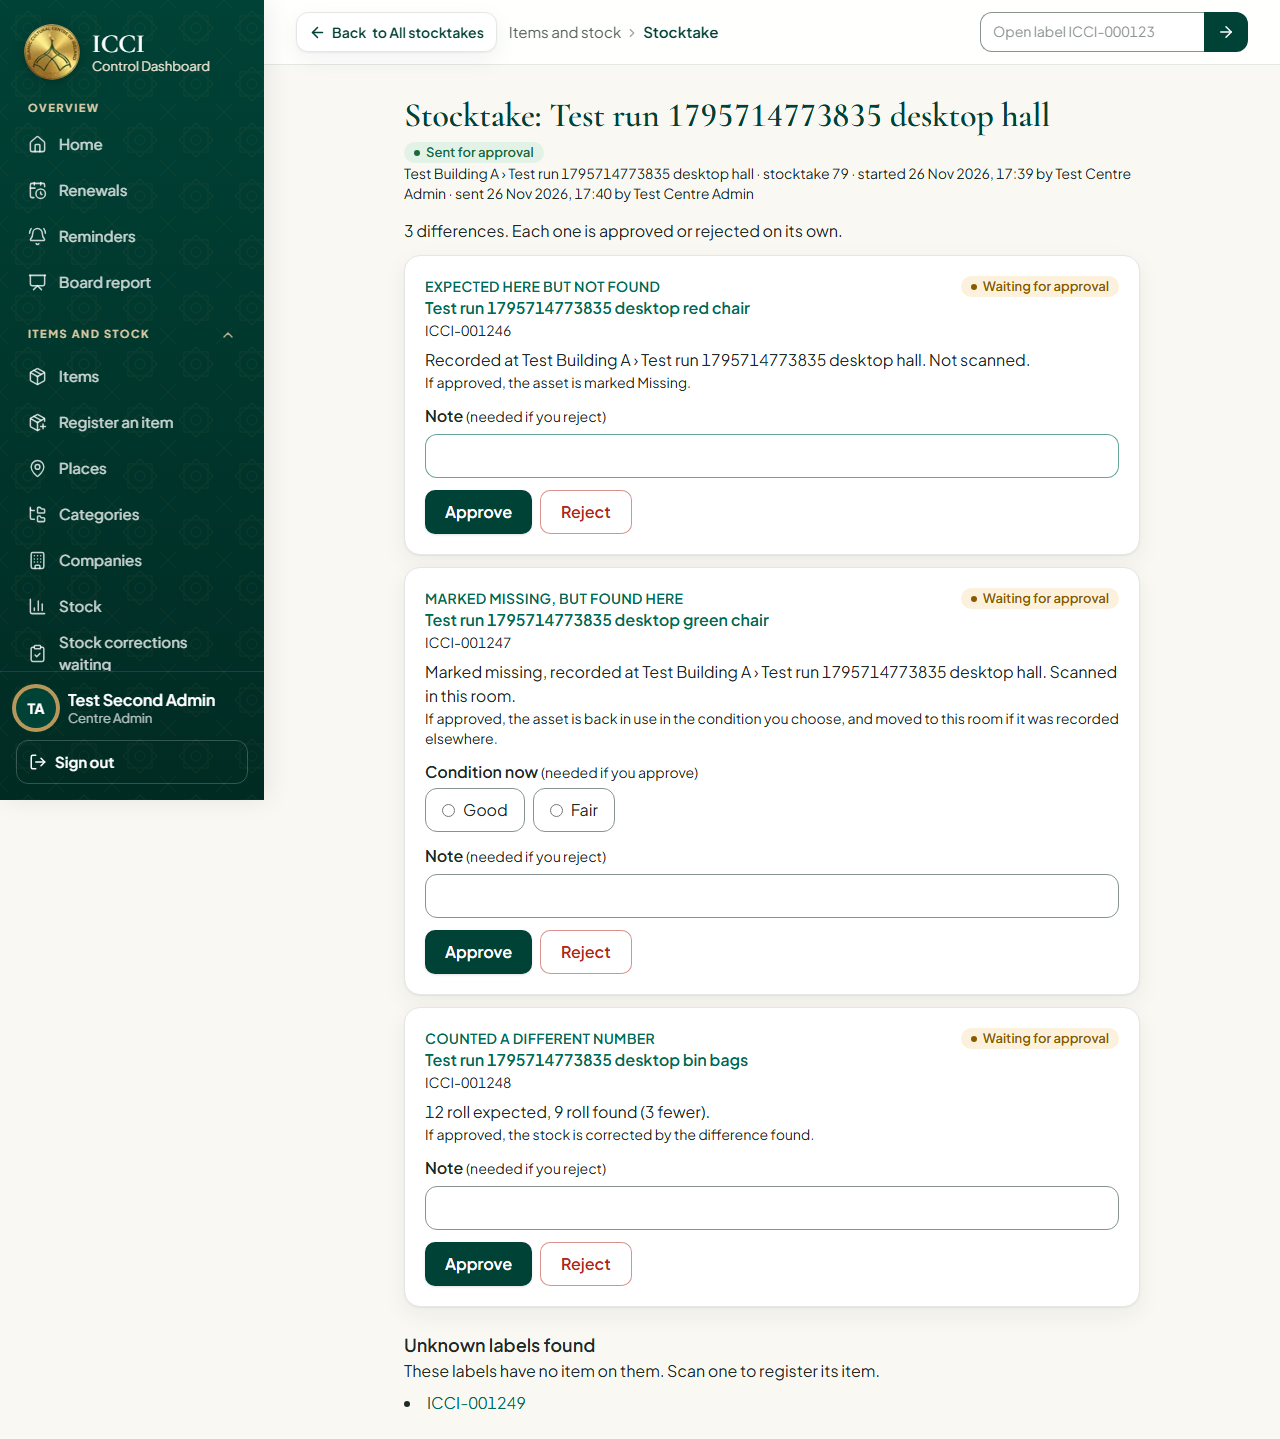 ICCI
Control Dashboard
OVERVIEW
Home
Renewals
Reminders
Board report
ITEMS AND STOCK
Items
Register an item
Places
Categories
Companies
Stock
Stock corrections
waiting
TA
Test Second Admin
Centre Admin
Sign out
Back to All stocktakes
Items and stock › Stocktake
Open label ICCI-000123
Stocktake: Test run 1795714773835 desktop hall
Sent for approval
Test Building A › Test run 1795714773835 desktop hall · stocktake 79 · started 26 Nov 2026, 17:39 by Test Centre
Admin · sent 26 Nov 2026, 17:40 by Test Centre Admin
3 differences. Each one is approved or rejected on its own.
EXPECTED HERE BUT NOT FOUND
Waiting for approval
Test run 1795714773835 desktop red chair
ICCI-001246
Recorded at Test Building A › Test run 1795714773835 desktop hall. Not scanned.
If approved, the asset is marked Missing.
Note (needed if you reject)
Approve
Reject
MARKED MISSING, BUT FOUND HERE
Waiting for approval
Test run 1795714773835 desktop green chair
ICCI-001247
Marked missing, recorded at Test Building A › Test run 1795714773835 desktop hall. Scanned
in this room.
If approved, the asset is back in use in the condition you choose, and moved to this room if it was recorded
elsewhere.
Condition now (needed if you approve)
Good
Fair
Note (needed if you reject)
Approve
Reject
COUNTED A DIFFERENT NUMBER
Waiting for approval
Test run 1795714773835 desktop bin bags
ICCI-001248
12 roll expected, 9 roll found (3 fewer).
If approved, the stock is corrected by the difference found.
Note (needed if you reject)
Approve
Reject
Unknown labels found
These labels have no item on them. Scan one to register its item.
• ICCI-001249